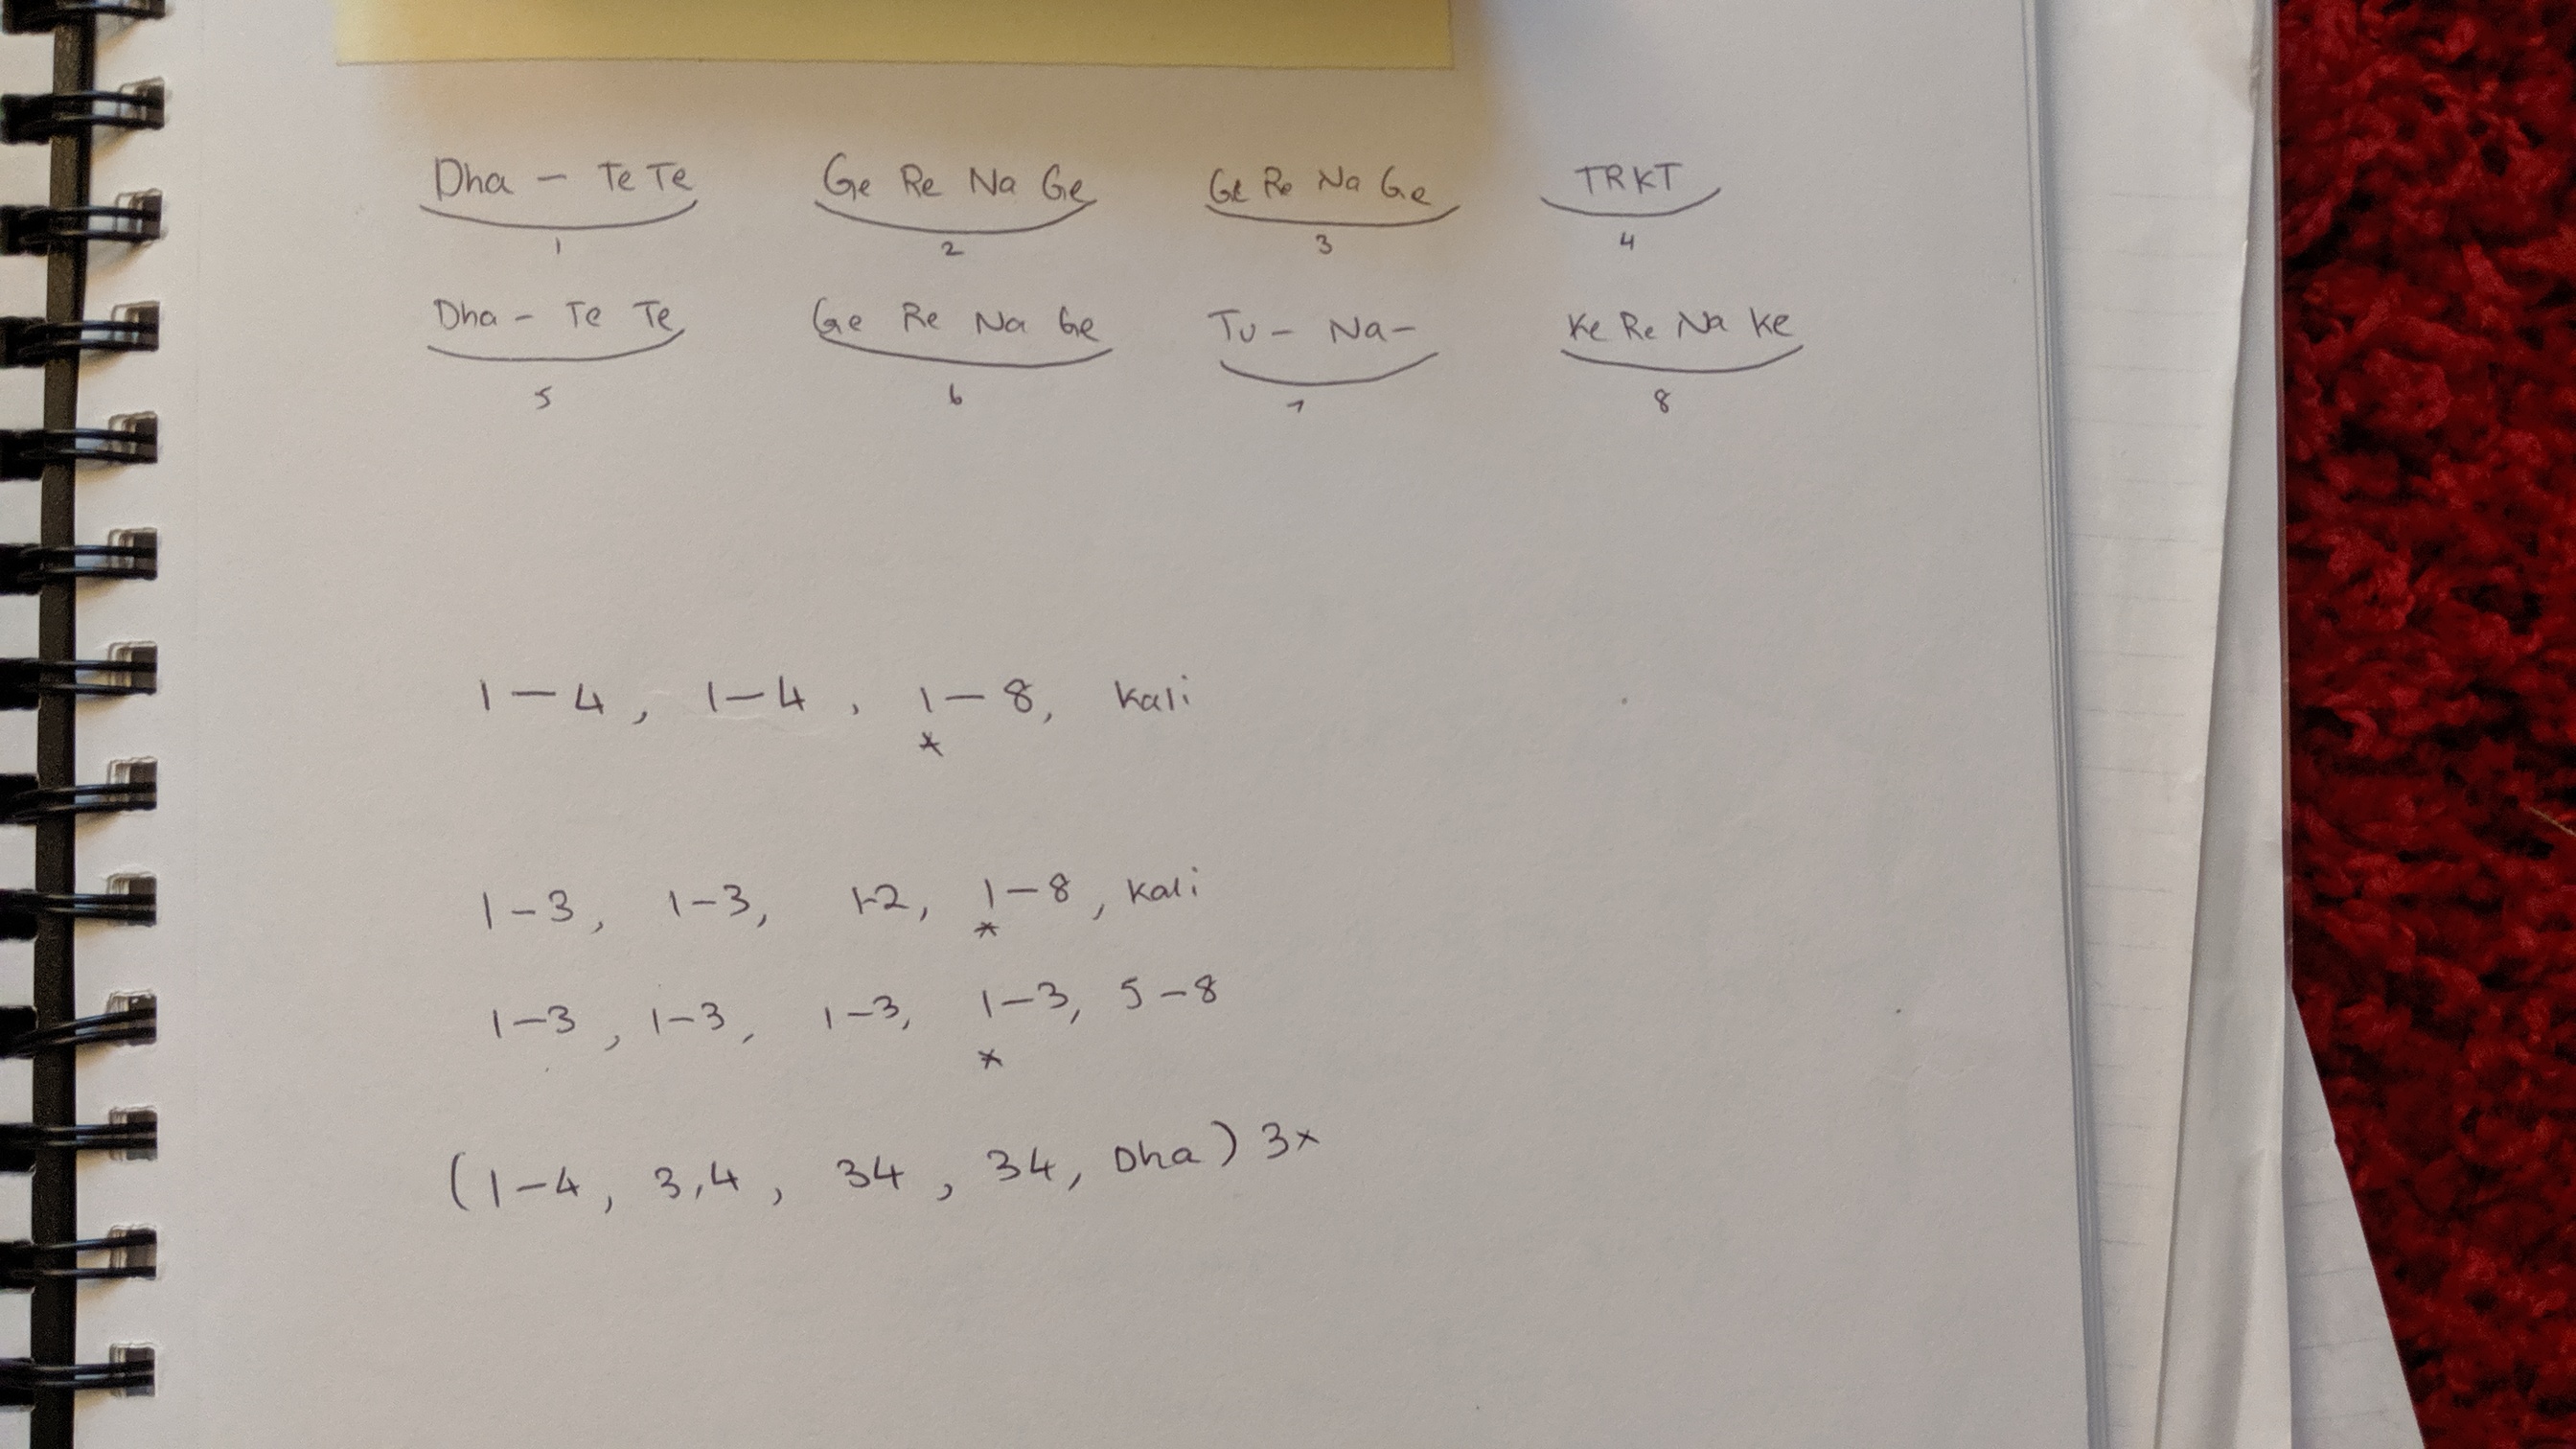 Dha – Te Te Ge Re Na Ge Ge Re Na Ge TRKT
1 2 3 4
Dha – Te Te Ge Re Na Ge Tu – Na – Ke Re Na Ke
5 6 7 8
1 – 4 , 1 – 4 , 1 – 8, Kali
*
1 – 3 , 1 – 3, 1-2, 1 – 8 , Kali
*
1 – 3 , 1 – 3 , 1 – 3, 1 – 3, 5 – 8
*
( 1 – 4 , 3,4 , 34 , 34 , Dha ) 3x